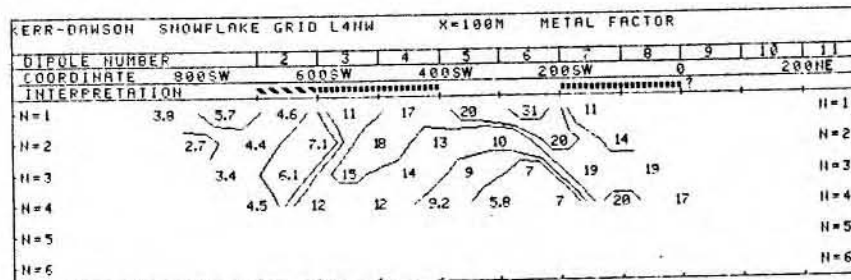 KERR-DAWSON SNOWFLAKE GRID L4NW X=100M METAL FACTOR
DIPOLE NUMBER 2 3 4 5 6 7 8 9 10 11
COORDINATE 800SW 600SW 400SW 200SW 0 200NE
INTERPRETATION ?
N=1 3.8 5.7 4.6 11 17 20 31 11 N=1
N=2 2.7 4.4 7.1 18 13 10 20 14 N=2
N=3 3.4 6.1 15 14 9 7 19 19 N=3
N=4 4.5 12 12 9.2 5.8 7 20 17 N=4
N=5 N=5
N=6 N=6